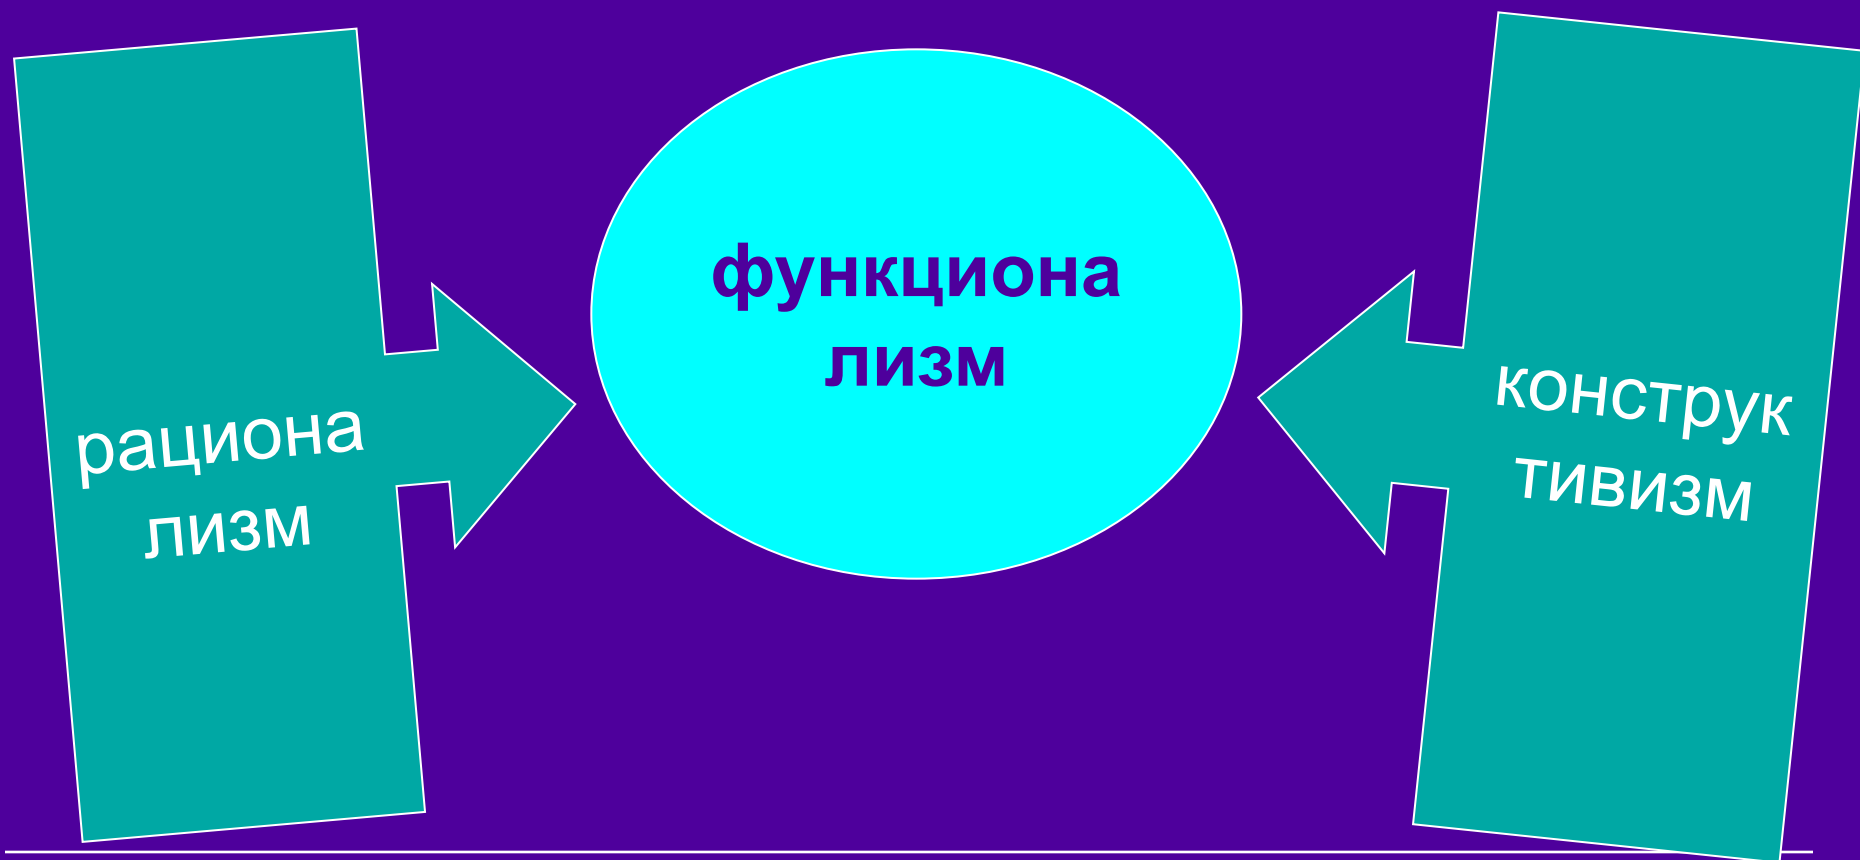 рациона
лизм
функциона
лизм
конструк
тивизм